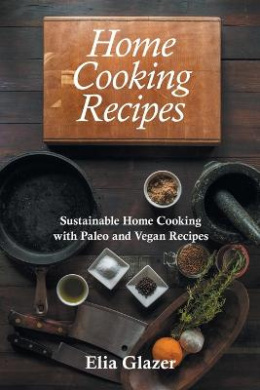 Home
Cooking
Recipes
Sustainable Home Cooking
with Paleo and Vegan Recipes
Elia Glazer